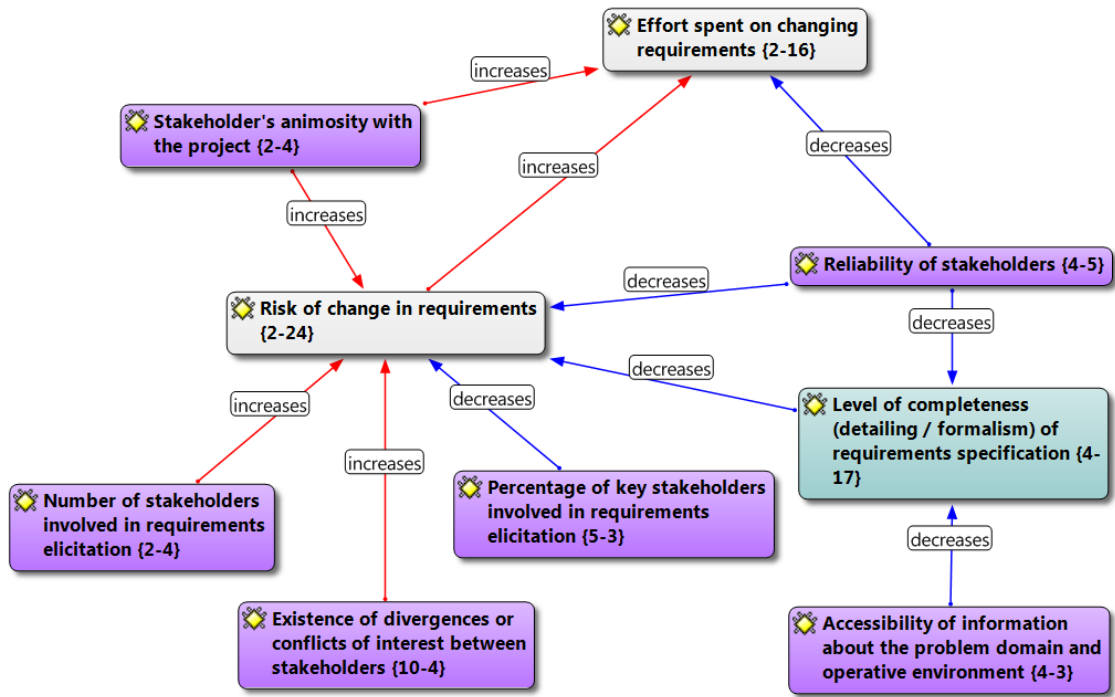 Effort spent on changing
requirements {2-16}
increases
Stakeholder's animosity with
the project {2-4}
decreases
increases
increases
Reliability of stakeholders {4-5}
decreases
Risk of change in requirements
{2-24}
decreases
decreases
increases
decreases
Level of completeness
(detailing / formalism) of
requirements specification {4-
17}
increases
Number of stakeholders
involved in requirements
elicitation {2-4}
Percentage of key stakeholders
involved in requirements
elicitation {5-3}
decreases
Existence of divergences or
conflicts of interest between
stakeholders {10-4}
Accessibility of information
about the problem domain and
operative environment {4-3}